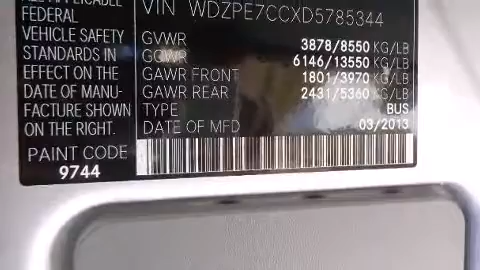 ALL APPLICABLE
FEDERAL
VEHICLE SAFETY
STANDARDS IN
EFFECT ON THE
DATE OF MANU-
FACTURE SHOWN
ON THE RIGHT.
PAINT CODE
9744
VIN WDZPE7CCXD5785344
GVWR 3878/8550 KG/LB
GCWR 6146/13550 KG/LB
GAWR FRONT 1801/3970 KG/LB
GAWR REAR 2431/5360 KG/LB
TYPE BUS
DATE OF MFD 03/2013